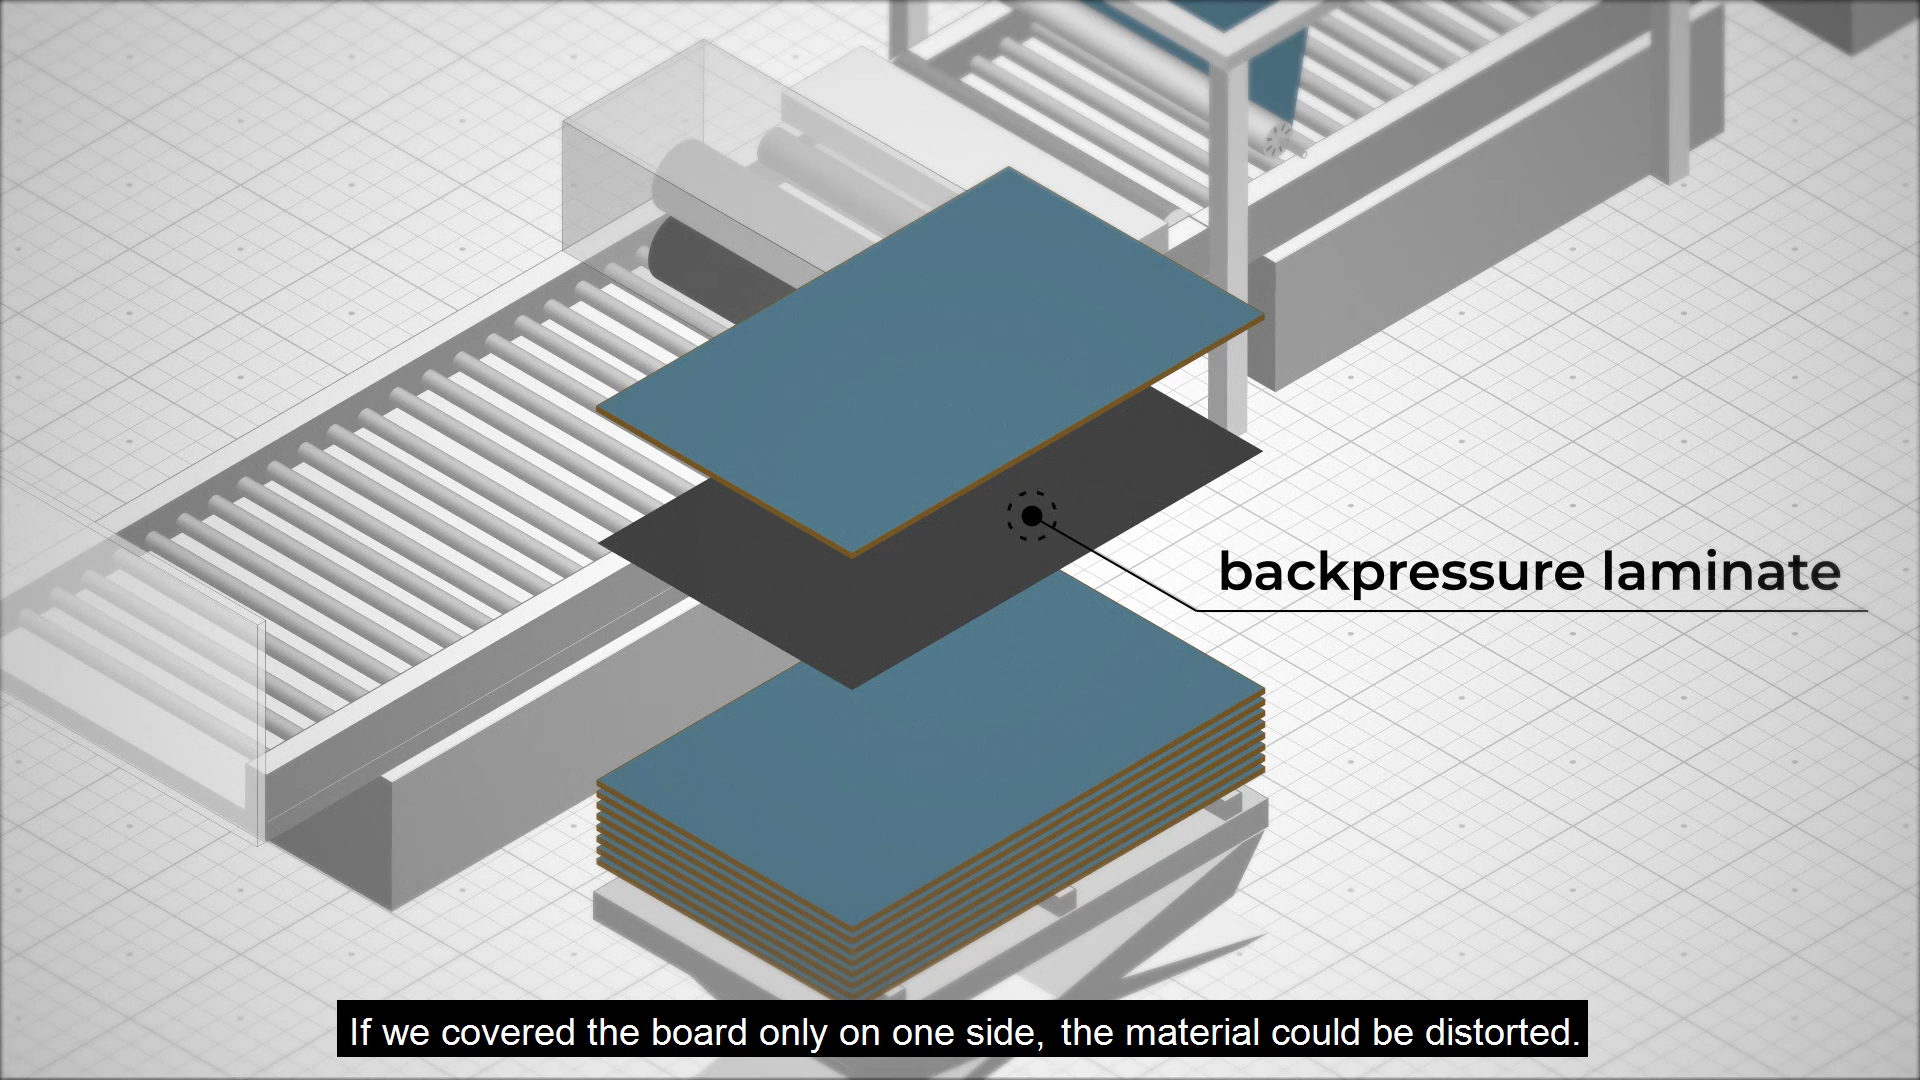 backpressure laminate
If we covered the board only on one side, the material could be distorted.